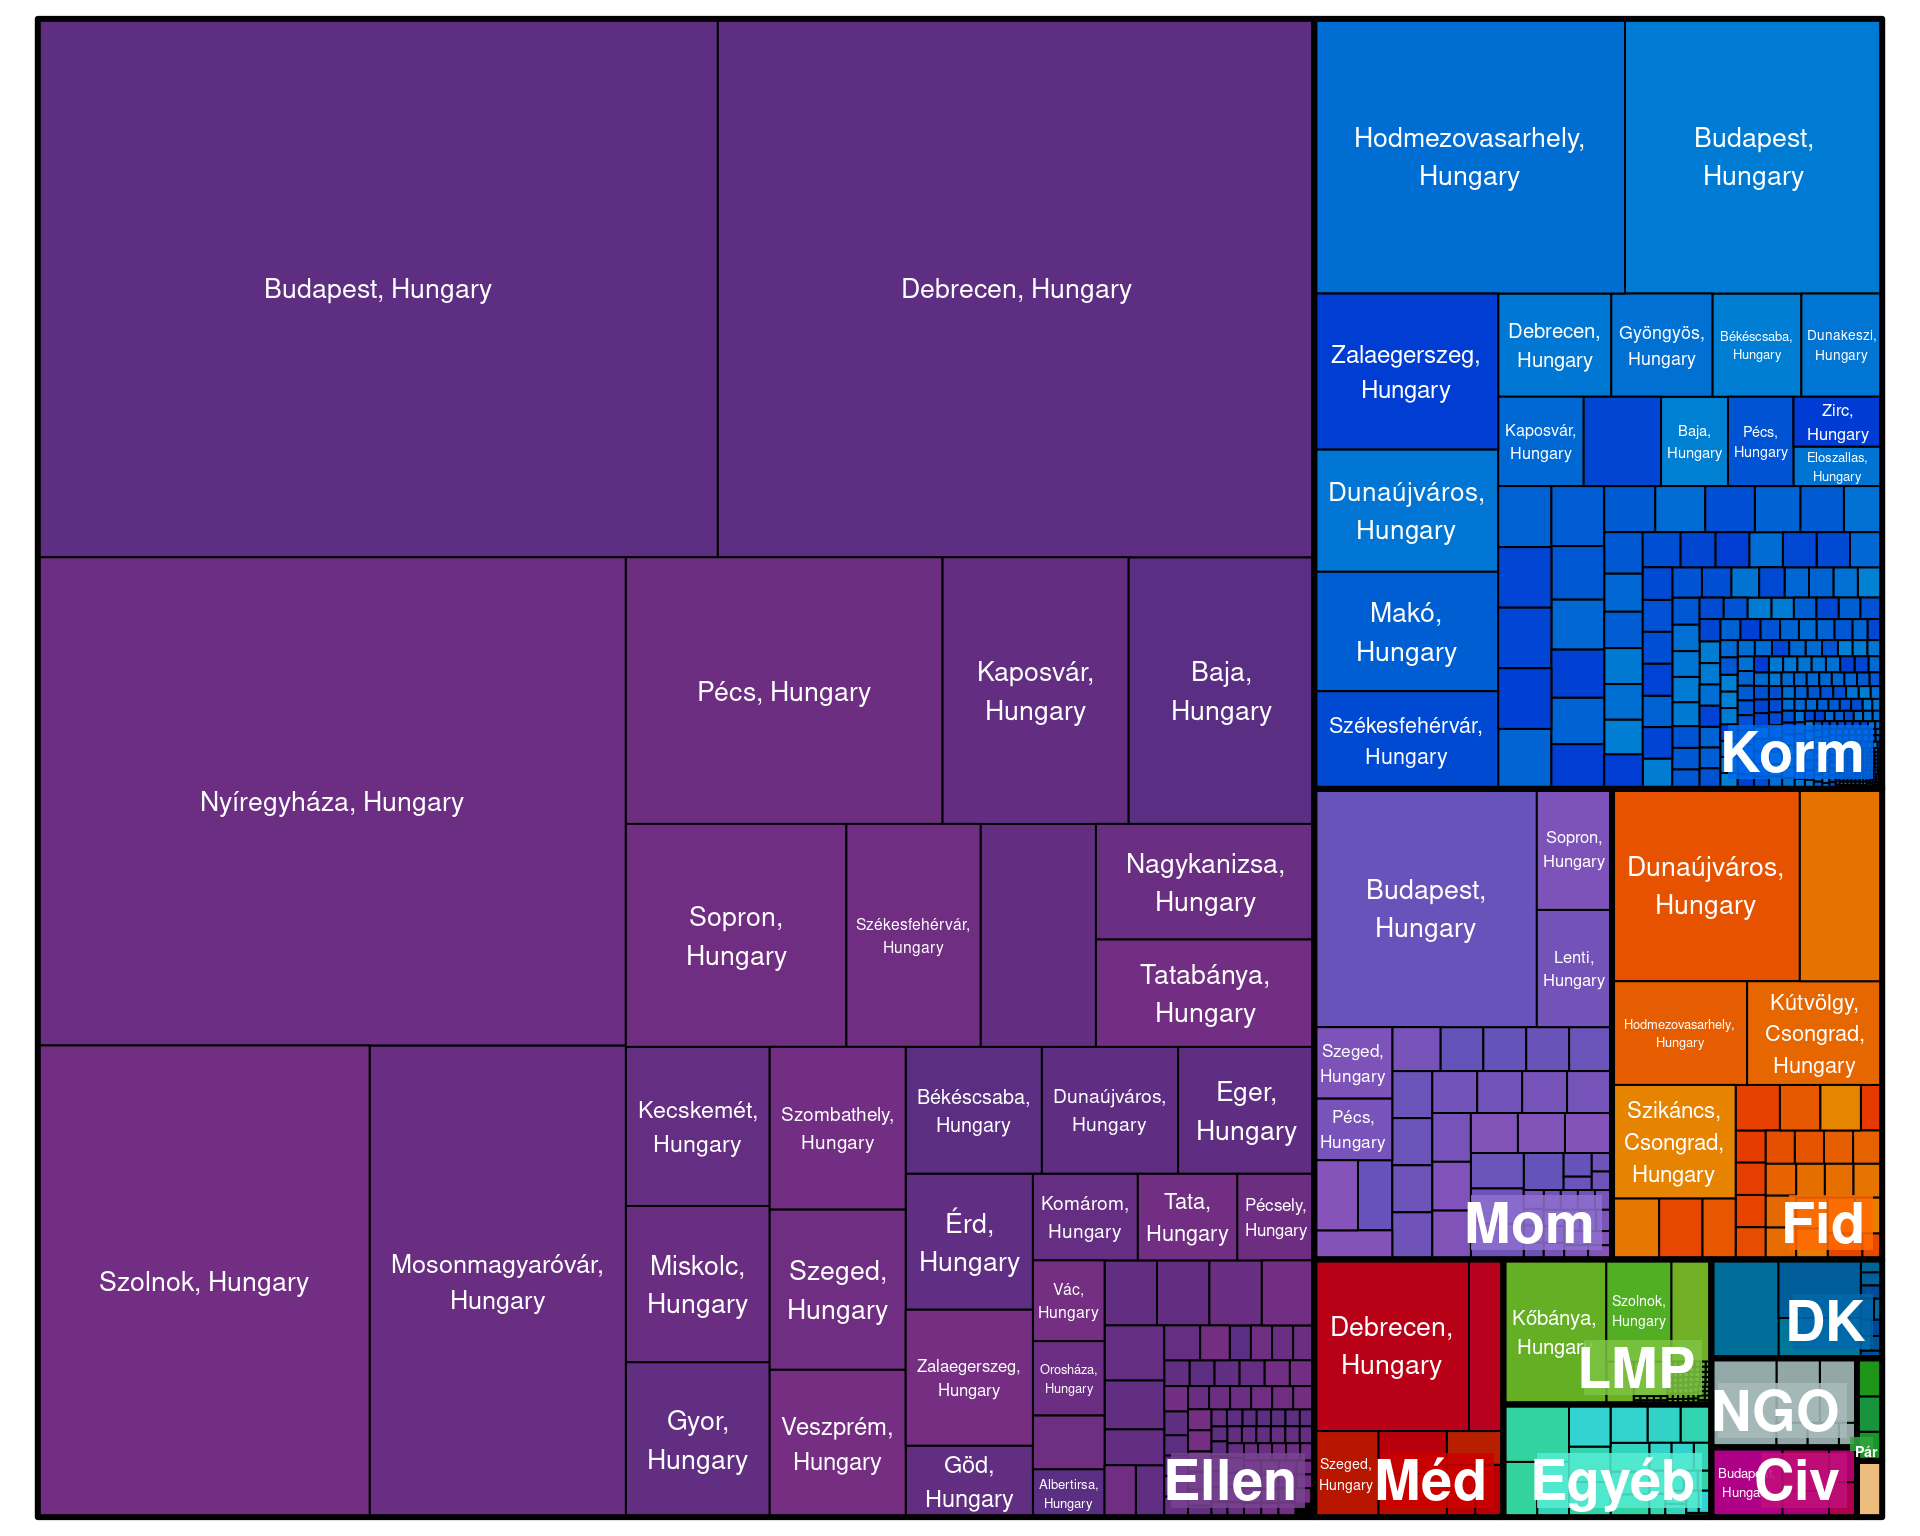 Budapest, Hungary
Debrecen, Hungary
Nyíregyháza, Hungary
Pécs, Hungary
Kaposvár,
Hungary
Baja,
Hungary
Sopron,
Hungary
Székesfehérvár,
Hungary
Nagykanizsa,
Hungary
Tatabánya,
Hungary
Szolnok, Hungary
Mosonmagyaróvár,
Hungary
Kecskemét,
Hungary
Szombathely,
Hungary
Békéscsaba,
Hungary
Dunaújváros,
Hungary
Eger,
Hungary
Miskolc,
Hungary
Szeged,
Hungary
Érd,
Hungary
Komárom,
Hungary
Tata,
Hungary
Pécsely,
Hungary
Vác,
Hungary
Zalaegerszeg,
Hungary
Orosháza,
Hungary
Gyor,
Hungary
Veszprém,
Hungary
Göd,
Hungary
Albertirsa,
Hungary
Ellen
Hodmezovasarhely,
Hungary
Budapest,
Hungary
Zalaegerszeg,
Hungary
Debrecen,
Hungary
Gyöngyös,
Hungary
Békéscsaba,
Hungary
Dunakeszi,
Hungary
Kaposvár,
Hungary
Baja,
Hungary
Pécs,
Hungary
Zirc,
Hungary
Eloszallas,
Hungary
Dunaújváros,
Hungary
Makó,
Hungary
Székesfehérvár,
Hungary
Korm
Budapest,
Hungary
Sopron,
Hungary
Lenti,
Hungary
Szeged,
Hungary
Pécs,
Hungary
Mom
Dunaújváros,
Hungary
Hodmezovasarhely,
Hungary
Kútvölgy,
Csongrad,
Hungary
Szikáncs,
Csongrad,
Hungary
Fid
Debrecen,
Hungary
Szeged,
Hungary
Méd
Kőbánya,
Hungary
Szolnok,
Hungary
LMP
Egyéb
DK
NGO
Pár
Budapest,
Hungary
Civ